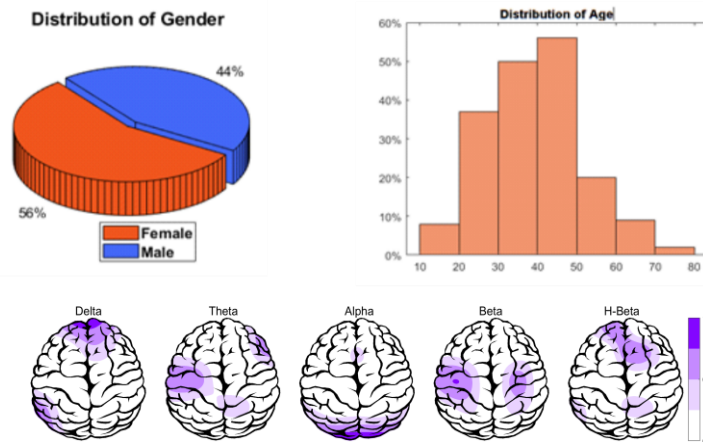 Distribution of Gender
44%
56%
Female
Male
Distribution of Age
60%
50%
40%
30%
20%
10%
0%
10 20 30 40 50 60 70 80
Delta Theta Alpha Beta H-Beta